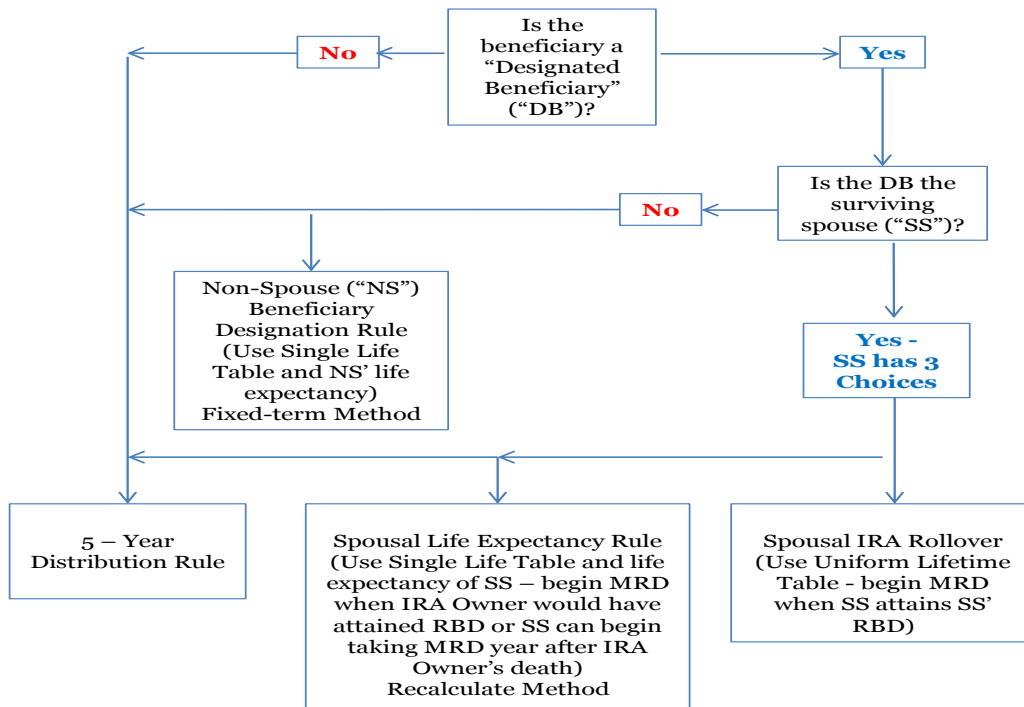 Is the
beneficiary a
“Designated
Beneficiary”
(“DB”)?
No
Yes
Is the DB the
surviving
spouse (“SS”)?
No
Non-Spouse (“NS”)
Beneficiary
Designation Rule
(Use Single Life
Table and NS’ life
expectancy)
Fixed-term Method
Yes -
SS has 3
Choices
5 – Year
Distribution Rule
Spousal Life Expectancy Rule
(Use Single Life Table and life
expectancy of SS – begin MRD
when IRA Owner would have
attained RBD or SS can begin
taking MRD year after IRA
Owner’s death)
Recalculate Method
Spousal IRA Rollover
(Use Uniform Lifetime
Table - begin MRD
when SS attains SS’
RBD)